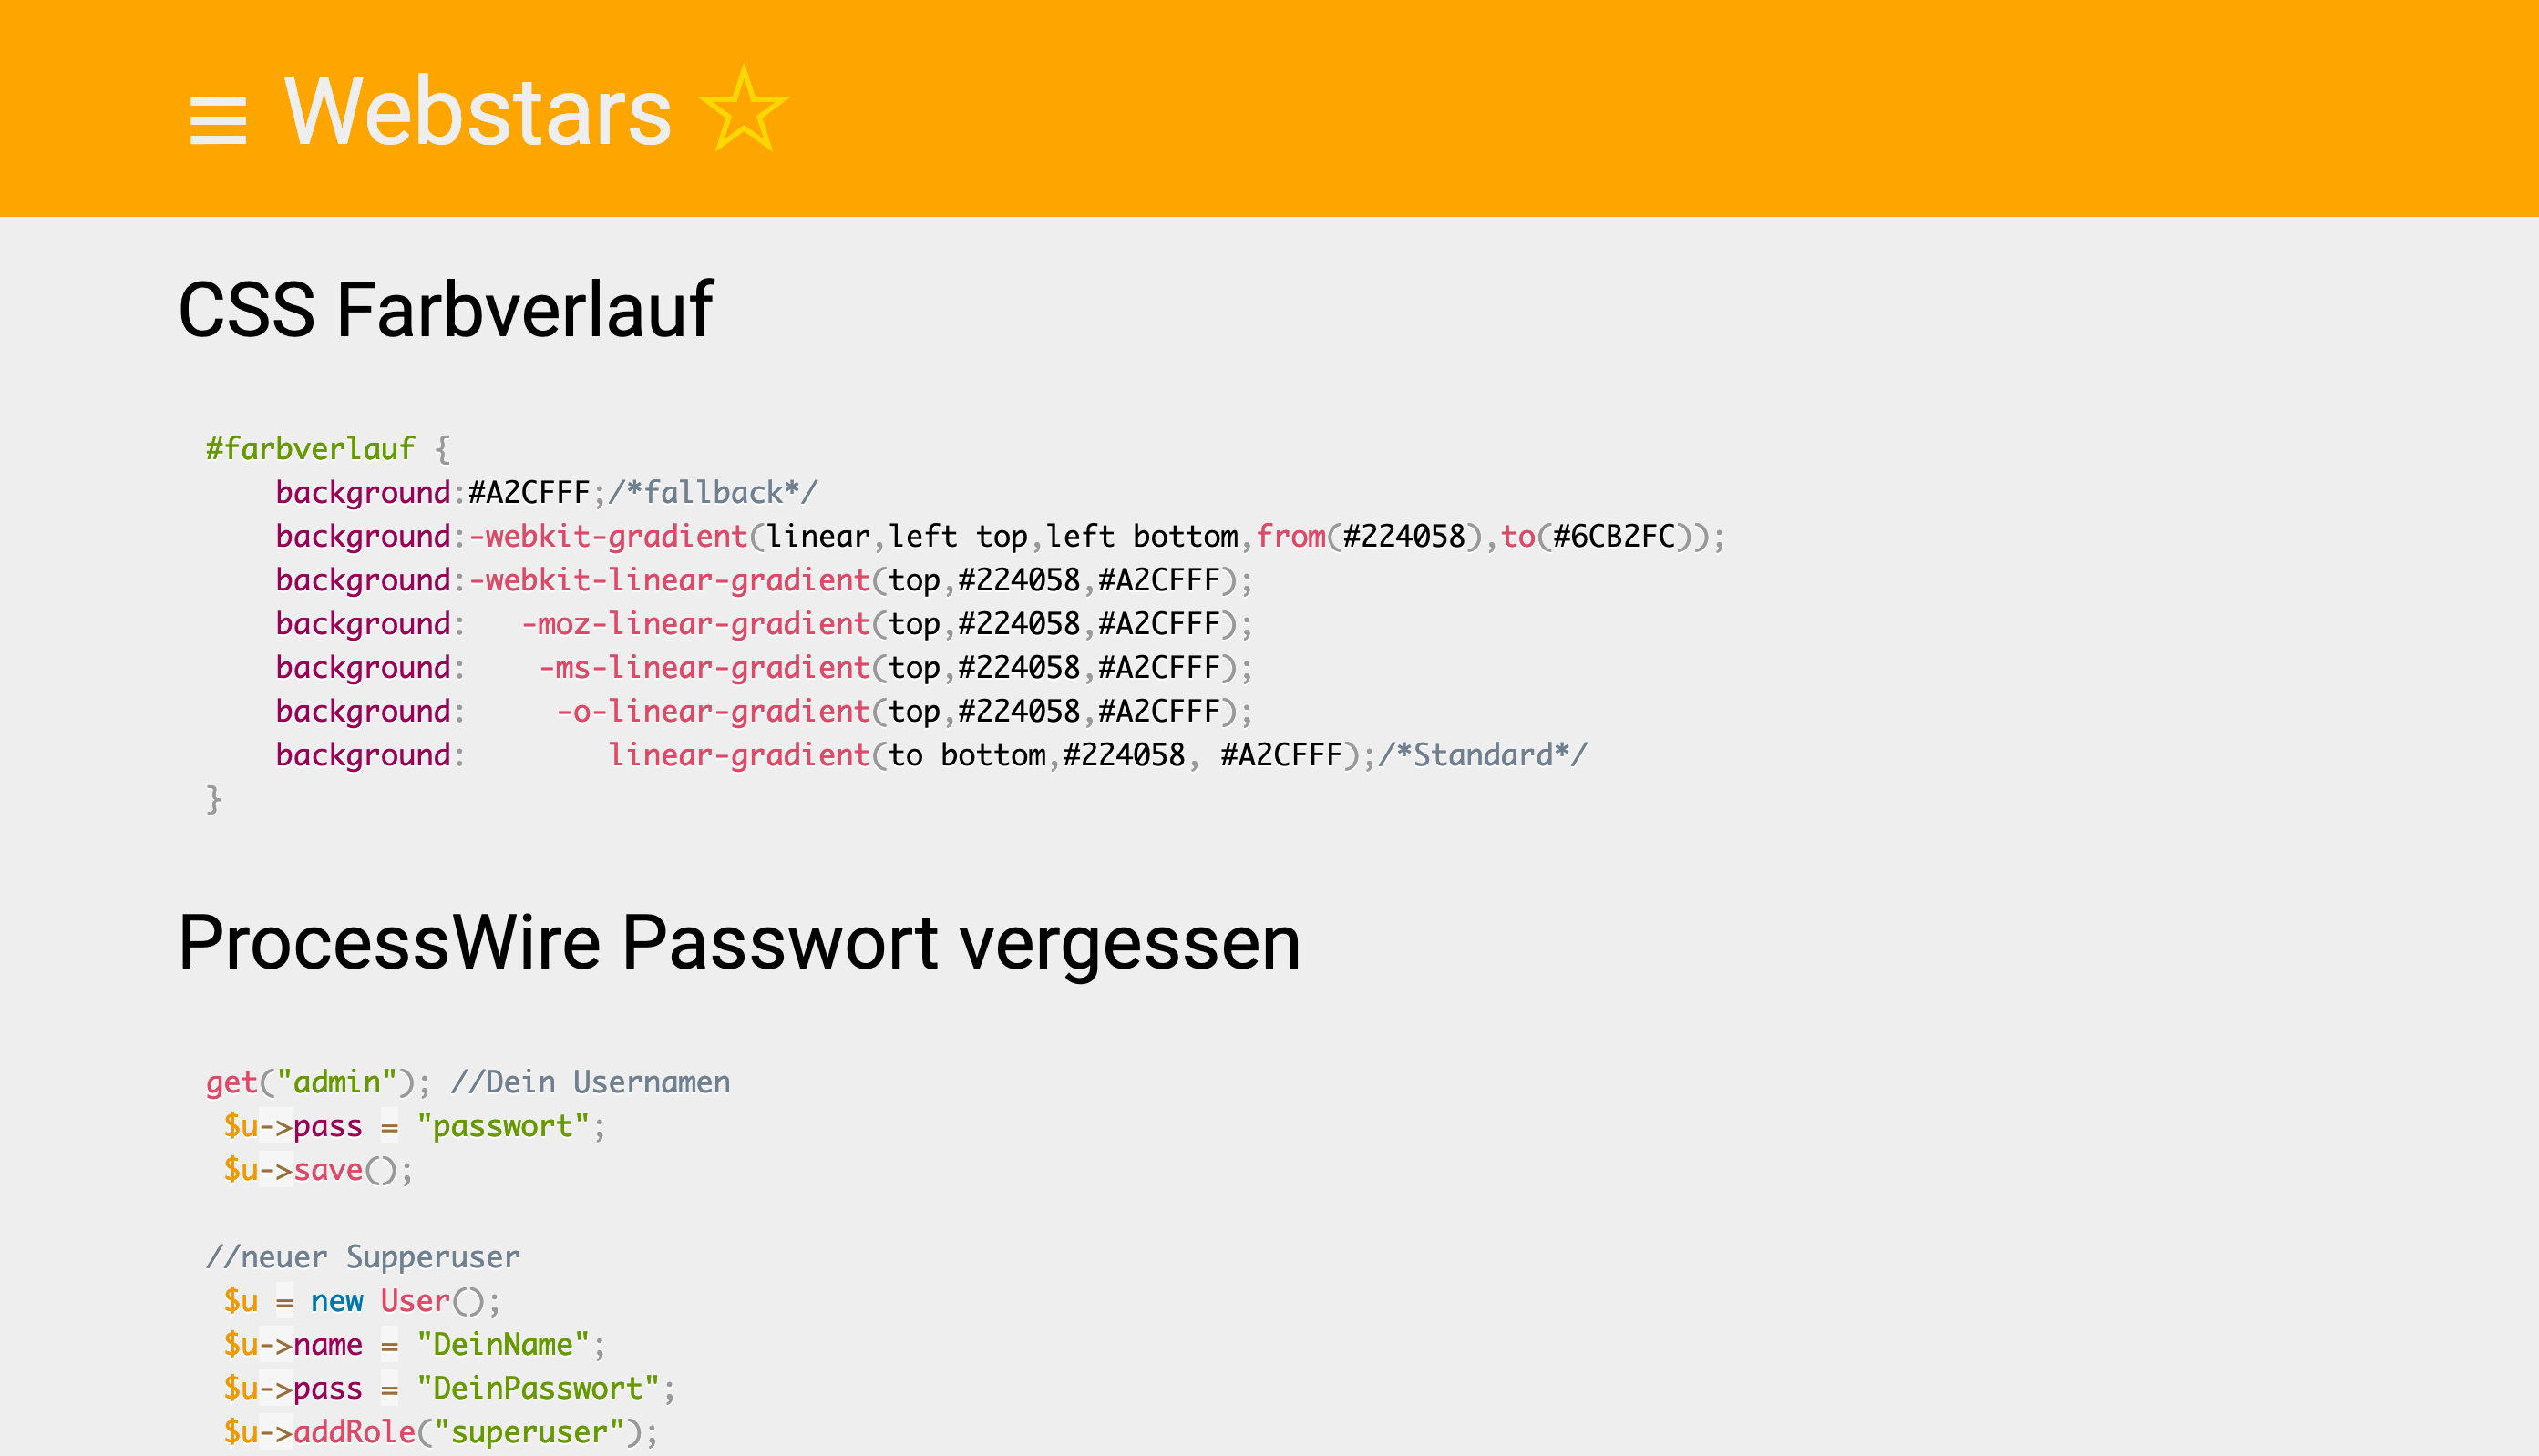 Webstars
CSS Farbverlauf
#farbverlauf {
    background:#A2CFFF;/*fallback*/
    background:-webkit-gradient(linear,left top,left bottom,from(#224058),to(#6CB2FC));
    background:-webkit-linear-gradient(top,#224058,#A2CFFF);
    background:   -moz-linear-gradient(top,#224058,#A2CFFF);
    background:    -ms-linear-gradient(top,#224058,#A2CFFF);
    background:     -o-linear-gradient(top,#224058,#A2CFFF);
    background:        linear-gradient(to bottom,#224058, #A2CFFF);/*Standard*/
}
ProcessWire Passwort vergessen
get("admin"); //Dein Usernamen
 $u->pass = "passwort";
 $u->save();
//neuer Supperuser
 $u = new User();
 $u->name = "DeinName";
 $u->pass = "DeinPasswort";
 $u->addRole("superuser");